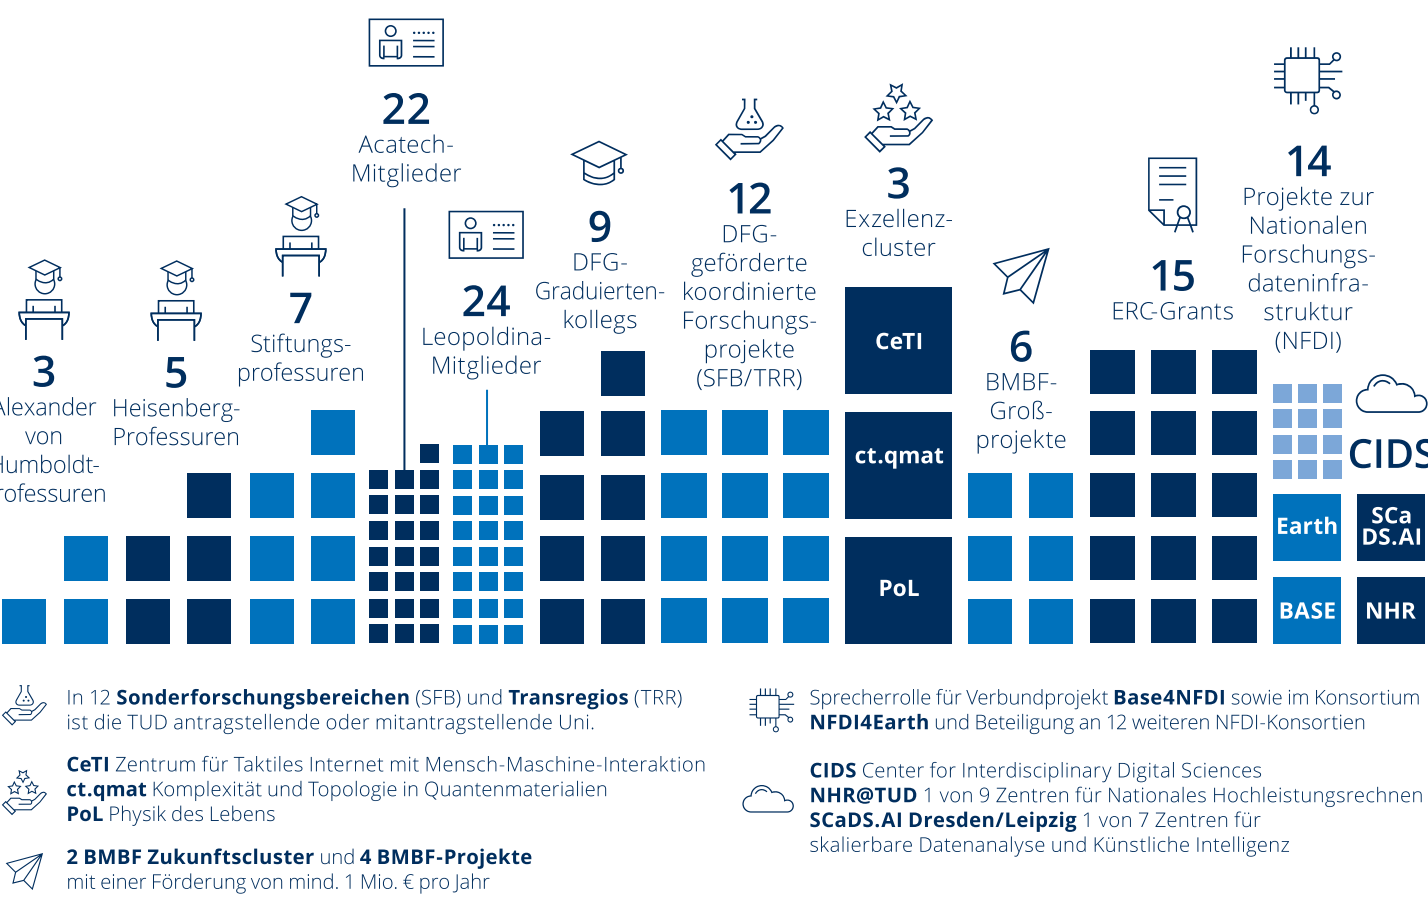 3
Alexander
von
Humboldt-
rofessuren
5
Heisenberg-
Professuren
7
Stiftungs-
professuren
22
Acatech-
Mitglieder
24
Leopoldina-
Mitglieder
9
DFG-
Graduierten-
kollegs
12
DFG-
geförderte
koordinierte
Forschungs-
projekte
(SFB/TRR)
3
Exzellenz-
cluster
CeTI
ct.qmat
PoL
6
BMBF-
Groß-
projekte
15
ERC-Grants
14
Projekte zur
Nationalen
Forschungs-
dateninfra-
struktur
(NFDI)
Earth
BASE
CIDS
SCa
DS.AI
NHR
In 12 Sonderforschungsbereichen (SFB) und Transregios (TRR)
ist die TUD antragstellende oder mitantragstellende Uni.
CeTI Zentrum für Taktiles Internet mit Mensch-Maschine-Interaktion
ct.qmat Komplexität und Topologie in Quantenmaterialien
PoL Physik des Lebens
2 BMBF Zukunftscluster und 4 BMBF-Projekte
mit einer Förderung von mind. 1 Mio. € pro Jahr
Sprecherrolle für Verbundprojekt Base4NFDI sowie im Konsortium
NFDI4Earth und Beteiligung an 12 weiteren NFDI-Konsortien
CIDS Center for Interdisciplinary Digital Sciences
NHR@TUD 1 von 9 Zentren für Nationales Hochleistungsrechnen
SCaDS.AI Dresden/Leipzig 1 von 7 Zentren für
skalierbare Datenanalyse und Künstliche Intelligenz